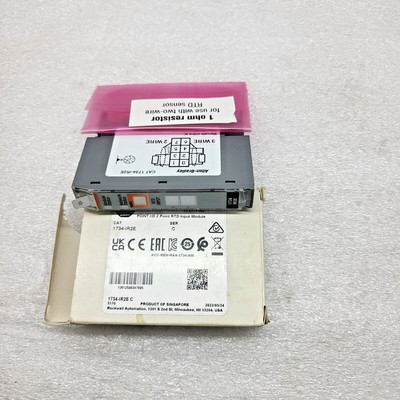 1 ohm resistor
for use with two-wire
RTD sensor
3 WIRE
2 WIRE
CAT 1734-IR2E
Allen-Bradley
POINT I/O 2 Point RTD Input Module
CAT
SER
1734-IR2E
C
UK
CA
CE
EAC
1734-IR2E C
PRODUCT OF SINGAPORE
Rockwell Automation, 1201 S 2nd St, Milwaukee, WI 53204, USA